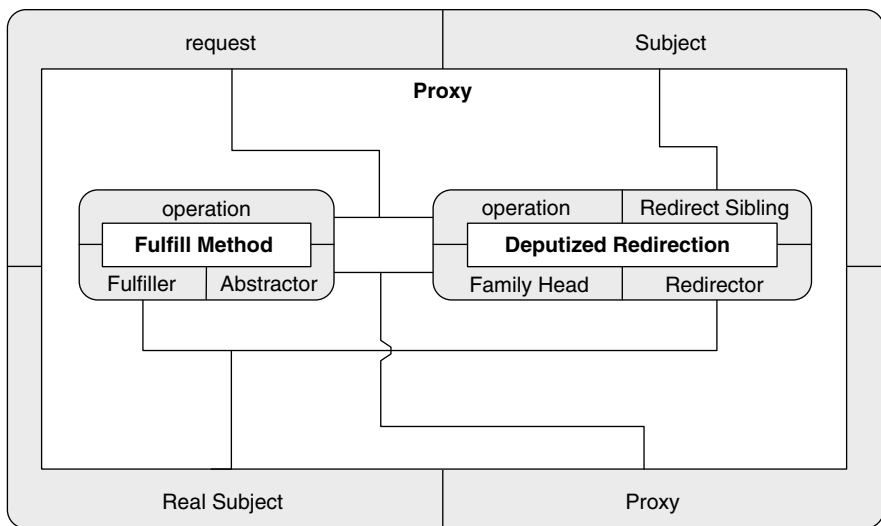 request
Subject
Proxy
operation
operation
Redirect Sibling
Fulfill Method
Deputized Redirection
Fulfiller
Abstractor
Family Head
Redirector
Real Subject
Proxy